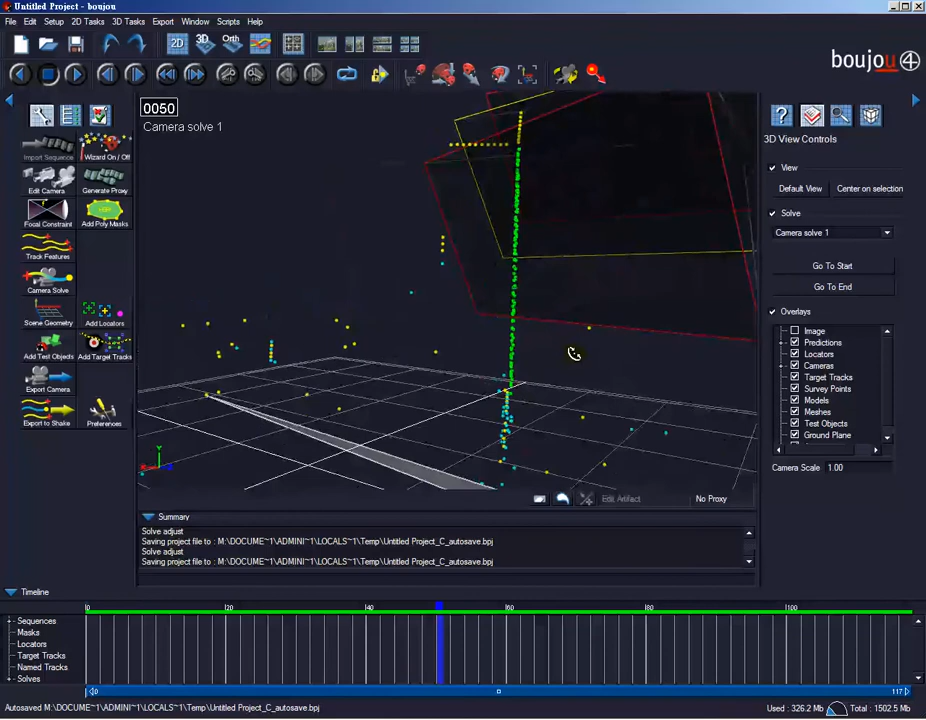 Untitled Project - boujou
File Edit Setup 2D Tasks 3D Tasks Export Window Scripts Help
2D 3D Orth
boujou 4
0050
Camera solve 1
Import Sequence Wizard On / Off
Edit Camera Generate Proxy
Focal Constraint Add Poly Masks
Track Features
Camera Solve
Scene Geometry Add Locators
Add Test Objects Add Target Tracks
Export Camera
Export to Shake Preferences
3D View Controls
View
Default View Center on selection
Solve
Camera solve 1
Go To Start
Go To End
Overlays
Image
Predictions
Locators
Cameras
Target Tracks
Survey Points
Models
Meshes
Test Objects
Ground Plane
Camera Scale 1.00
Y
Edit Artifact No Proxy
Summary
Solve adjust
Saving project file to : M:\DOCUME~1\ADMINI~1\LOCALS~1\Temp\Untitled Project_C_autosave.bpj
Solve adjust
Saving project file to : M:\DOCUME~1\ADMINI~1\LOCALS~1\Temp\Untitled Project_C_autosave.bpj
Timeline
0 20 40 60 80 100
Sequences
Masks
Locators
Target Tracks
Named Tracks
Solves
0 117
Autosaved M:\DOCUME~1\ADMINI~1\LOCALS~1\Temp\Untitled Project_C_autosave.bpj Used : 326.2 Mb Total : 1502.5 Mb